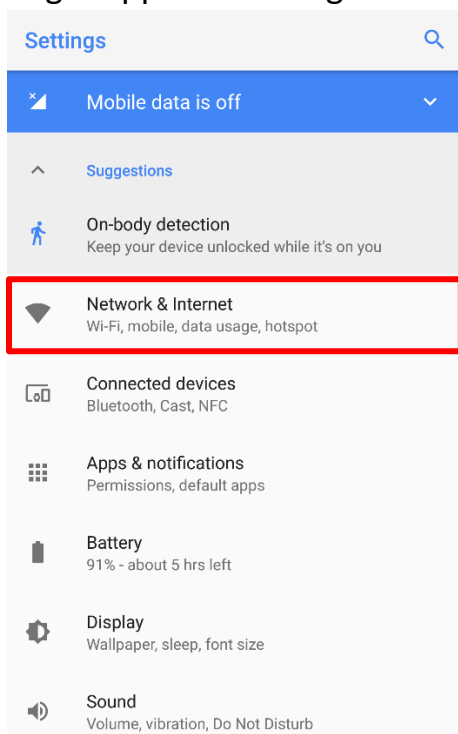 Settings
Mobile data is off
Suggestions
On-body detection
Keep your device unlocked while it's on you
Network & Internet
Wi-Fi, mobile, data usage, hotspot
Connected devices
Bluetooth, Cast, NFC
Apps & notifications
Permissions, default apps
Battery
91% - about 5 hrs left
Display
Wallpaper, sleep, font size
Sound
Volume, vibration, Do Not Disturb